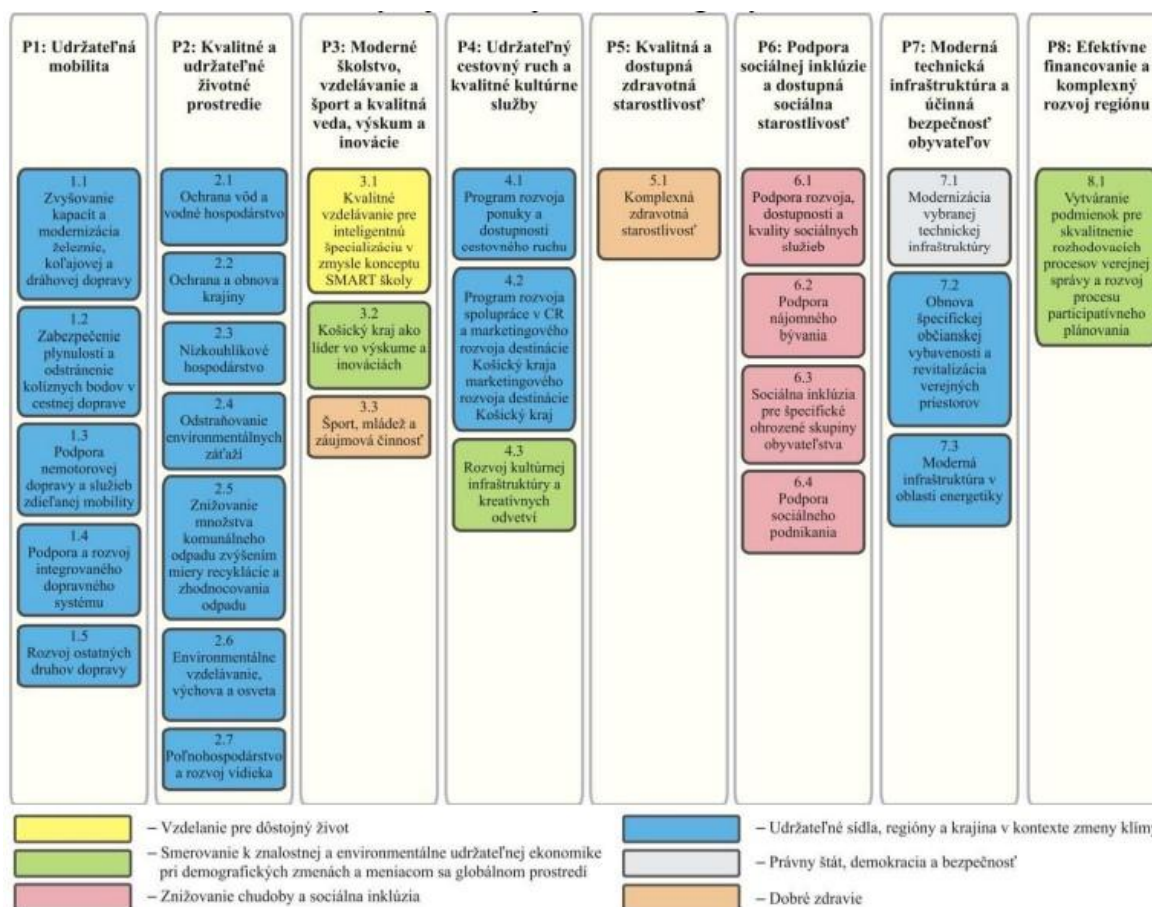 P1: Udržateľná
mobilita
1.1
Zvyšovanie
kapacít a
modernizácia
železníc,
koľajovej a
dráhovej dopravy
1.2
Zabezpečenie
plynulosti a
odstránenie
kolíznych bodov v
cestnej doprave
1.3
Podpora
nemotorovej
dopravy a služieb
zdieľanej mobility
1.4
Podpora a rozvoj
integrovaného
dopravného
systému
1.5
Rozvoj ostatných
druhov dopravy
P2: Kvalitné a
udržateľné
životné
prostredie
2.1
Ochrana vôd a
vodné hospodárstvo
2.2
Ochrana a obnova
krajiny
2.3
Nízkouhlíkové
hospodárstvo
2.4
Odstraňovanie
environmentálnych
záťaží
2.5
Znižovanie
množstva
komunálneho
odpadu zvýšením
miery recyklácie a
zhodnocovania
odpadu
2.6
Environmentálne
vzdelávanie,
výchova a osveta
2.7
Poľnohospodárstvo
a rozvoj vidieka
P3: Moderné
školstvo,
vzdelávanie a
šport a kvalitná
veda, výskum a
inovácie
3.1
Kvalitné
vzdelávanie pre
inteligentnú
špecializáciu v
zmysle konceptu
SMART školy
3.2
Košický kraj ako
líder vo výskume a
inováciách
3.3
Šport, mládež a
záujmová činnosť
P4: Udržateľný
cestovný ruch a
kvalitné kultúrne
služby
4.1
Program rozvoja
ponuky a
dostupnosti
cestovného ruchu
4.2
Program rozvoja
spolupráce v CR
a marketingového
rozvoja destinácie
Košický kraja
marketingového
rozvoja destinácie
Košický kraj
4.3
Rozvoj kultúrnej
infraštruktúry a
kreatívnych
odvetví
P5: Kvalitná a
dostupná
zdravotná
starostlivosť
5.1
Komplexná
zdravotná
starostlivosť
P6: Podpora
sociálnej inklúzie
a dostupná
sociálna
starostlivosť
6.1
Podpora rozvoja,
dostupnosti a
kvality sociálnych
služieb
6.2
Podpora
nájomného
bývania
6.3
Sociálna inklúzia
pre špecifické
ohrozené skupiny
obyvateľstva
6.4
Podpora
sociálneho
podnikania
P7: Moderná
technická
infraštruktúra a
účinná
bezpečnosť
obyvateľov
7.1
Modernizácia
vybranej
technickej
infraštruktúry
7.2
Obnova
špecifickej
občianskej
vybavenosti a
revitalizácia
verejných
priestorov
7.3
Moderná
infraštruktúra v
oblasti energetiky
P8: Efektívne
financovanie a
komplexný
rozvoj regiónu
8.1
Vytváranie
podmienok pre
skvalitnenie
rozhodovacích
procesov verejnej
správy a rozvoj
procesu
participatívneho
plánovania
– Vzdelanie pre dôstojný život
– Smerovanie k znalostnej a environmentálne udržateľnej ekonomike
pri demografických zmenách a meniacom sa globálnom prostredí
– Znižovanie chudoby a sociálna inklúzia
– Udržateľné sídla, regióny a krajina v kontexte zmeny klímy
– Právny štát, demokracia a bezpečnosť
– Dobré zdravie